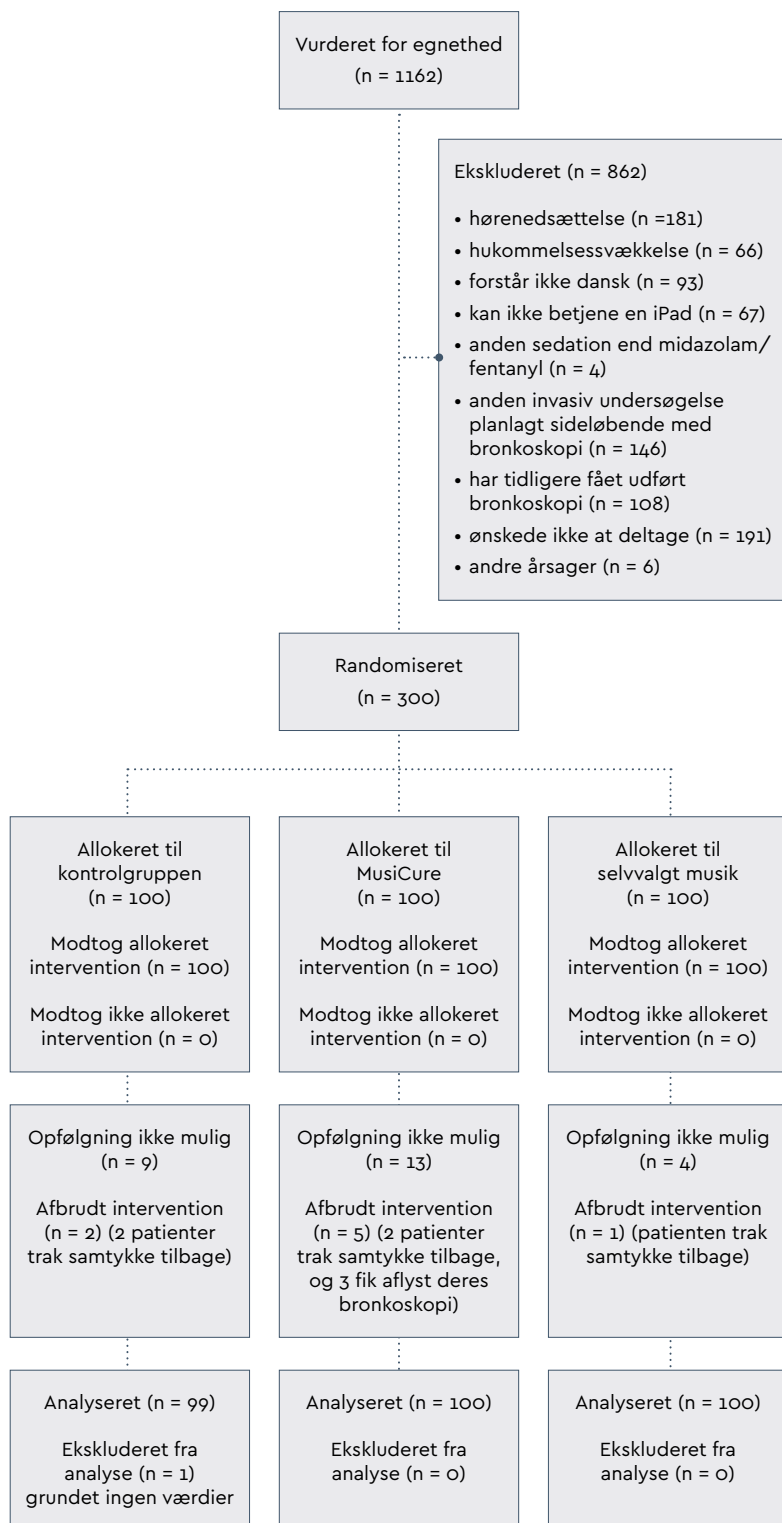 Vurderet for egnethed
(n = 1162)
Ekskluderet (n = 862)
• hørenedsættelse (n =181)
• hukommelsessvækkelse (n = 66)
• forstår ikke dansk (n = 93)
• kan ikke betjene en iPad (n = 67)
• anden sedation end midazolam/
fentanyl (n = 4)
• anden invasiv undersøgelse
planlagt sideløbende med
bronkoskopi (n = 146)
• har tidligere fået udført
bronkoskopi (n = 108)
• ønskede ikke at deltage (n = 191)
• andre årsager (n = 6)
Randomiseret
(n = 300)
Allokeret til
kontrolgruppen
(n = 100)
Modtog allokeret
intervention (n = 100)
Modtog ikke allokeret
intervention (n = 0)
Allokeret til
MusiCure
(n = 100)
Modtog allokeret
intervention (n = 100)
Modtog ikke allokeret
intervention (n = 0)
Allokeret til
selvvalgt musik
(n = 100)
Modtog allokeret
intervention (n = 100)
Modtog ikke allokeret
intervention (n = 0)
Opfølgning ikke mulig
(n = 9)
Afbrudt intervention
(n = 2) (2 patienter
trak samtykke tilbage)
Opfølgning ikke mulig
(n = 13)
Afbrudt intervention
(n = 5) (2 patienter
trak samtykke tilbage,
og 3 fik aflyst deres
bronkoskopi)
Opfølgning ikke mulig
(n = 4)
Afbrudt intervention
(n = 1) (patienten trak
samtykke tilbage)
Analyseret (n = 99)
Ekskluderet fra
analyse (n = 1)
grundet ingen værdier
Analyseret (n = 100)
Ekskluderet fra
analyse (n = 0)
Analyseret (n = 100)
Ekskluderet fra
analyse (n = 0)